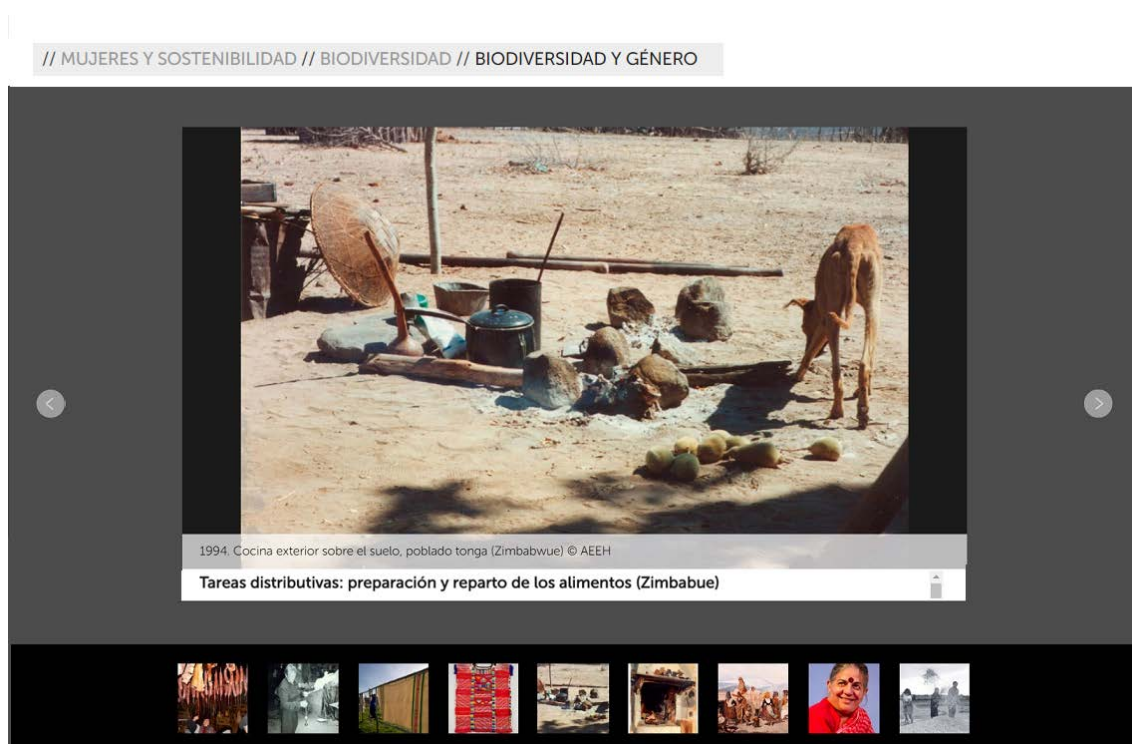 // MUJERES Y SOSTENIBILIDAD // BIODIVERSIDAD // BIODIVERSIDAD Y GÉNERO
1994. Cocina exterior sobre el suelo, poblado tonga (Zimbabwue) © AEEH
Tareas distributivas: preparación y reparto de los alimentos (Zimbabue)